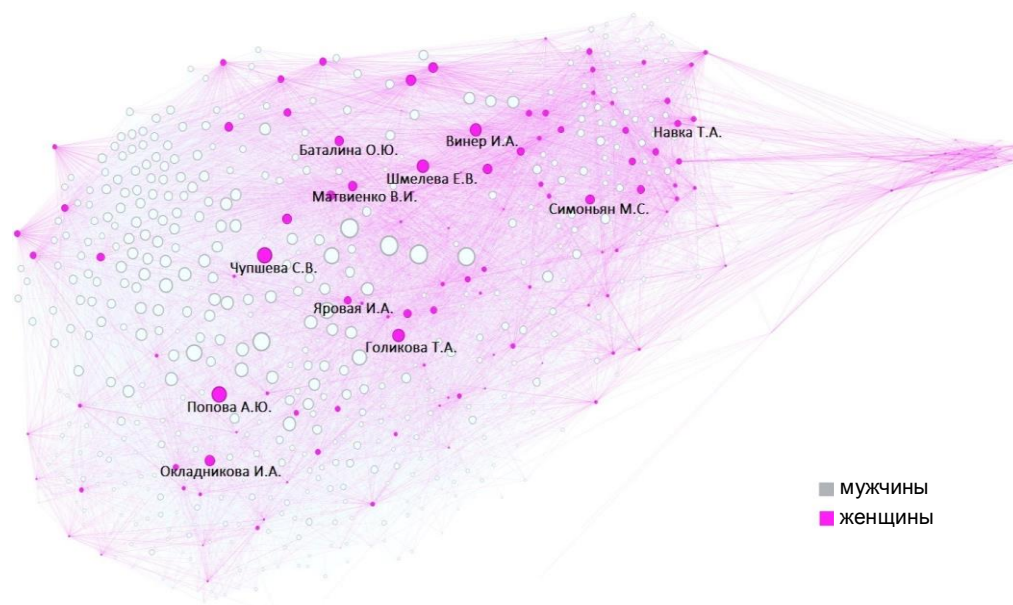 Навка Т.А.
Винер И.А.
Баталина О.Ю.
Шмелева Е.В.
Матвиенко В.И.
Симоньян М.С.
Чупшева С.В.
Яровая И.А.
Голикова Т.А.
Попова А.Ю.
Окладникова И.А.
мужчины
женщины